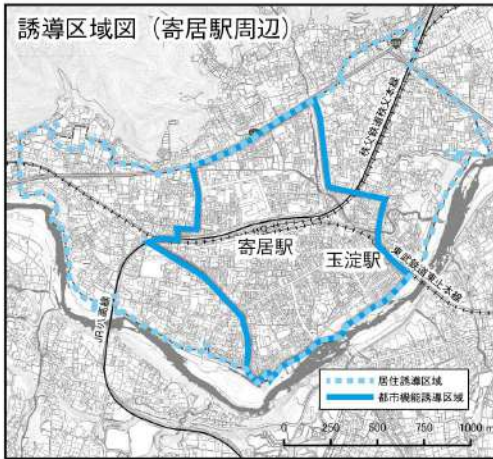 誘導区域図（寄居駅周辺）
秩父鉄道秩父本線
寄居駅
玉淀駅
東武鉄道東上本線
JR八高線
居住誘導区域
都市機能誘導区域
0 250 500 750 1000 m